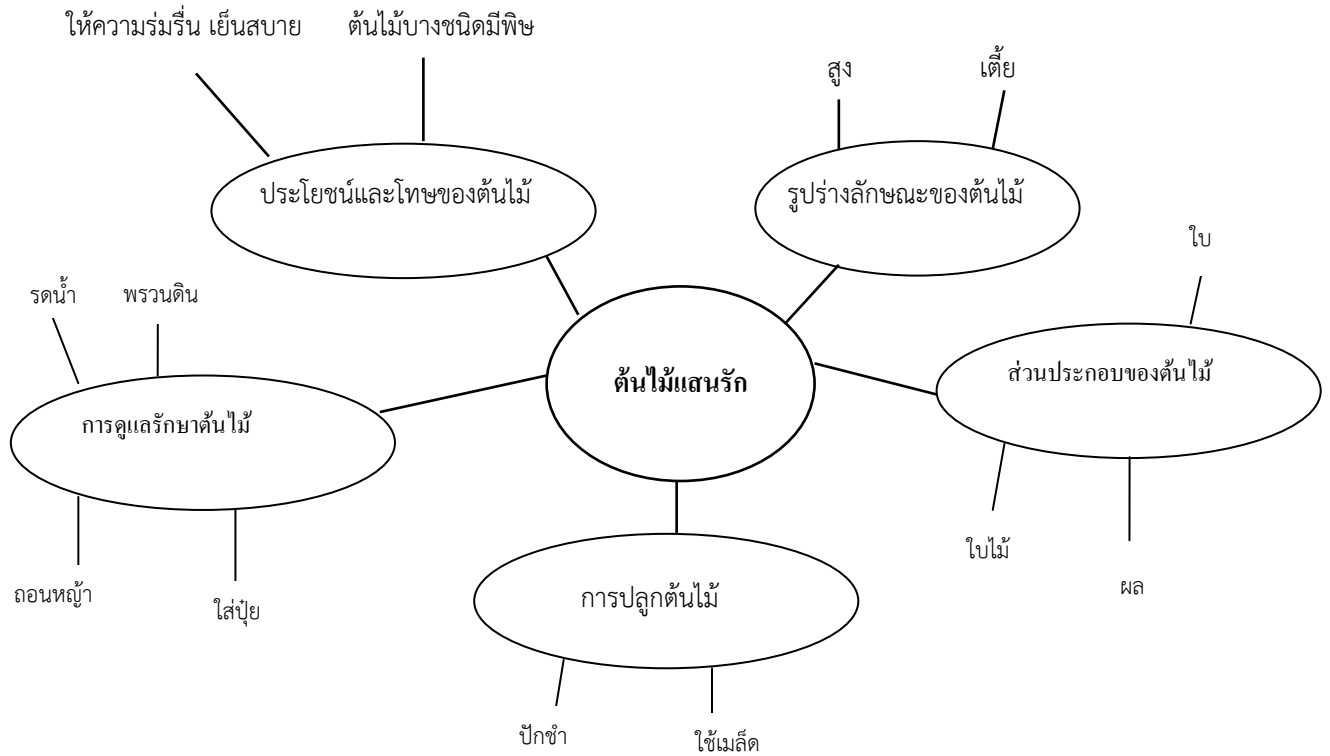 ให้ความร่มรื่น เย็นสบาย
ต้นไม้บางชนิดมีพิษ
สูง
เตี้ย
ประโยชน์และโทษของต้นไม้
รูปร่างลักษณะของต้นไม้
ใบ
รดน้ำ
พรวนดิน
ต้นไม้แสนรัก
ส่วนประกอบของต้นไม้
การดูแลรักษาต้นไม้
ใบไม้
ผล
ถอนหญ้า
ใส่ปุ๋ย
การปลูกต้นไม้
ปักชำ
ใช้เมล็ด